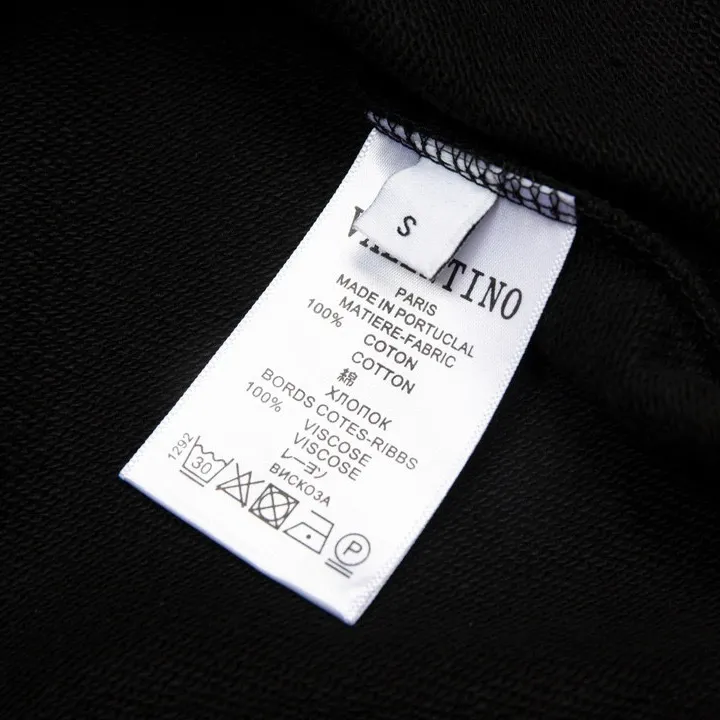 S
VALENTINO
PARIS
MADE IN PORTUCLAL
MATIERE-FABRIC
100% COTON
COTTON
綿
ХЛОПОК
BORDS COTES-RIBBS
100% VISCOSE
VISCOSE
レーヨン
ВИСКОЗА
1292
30
P